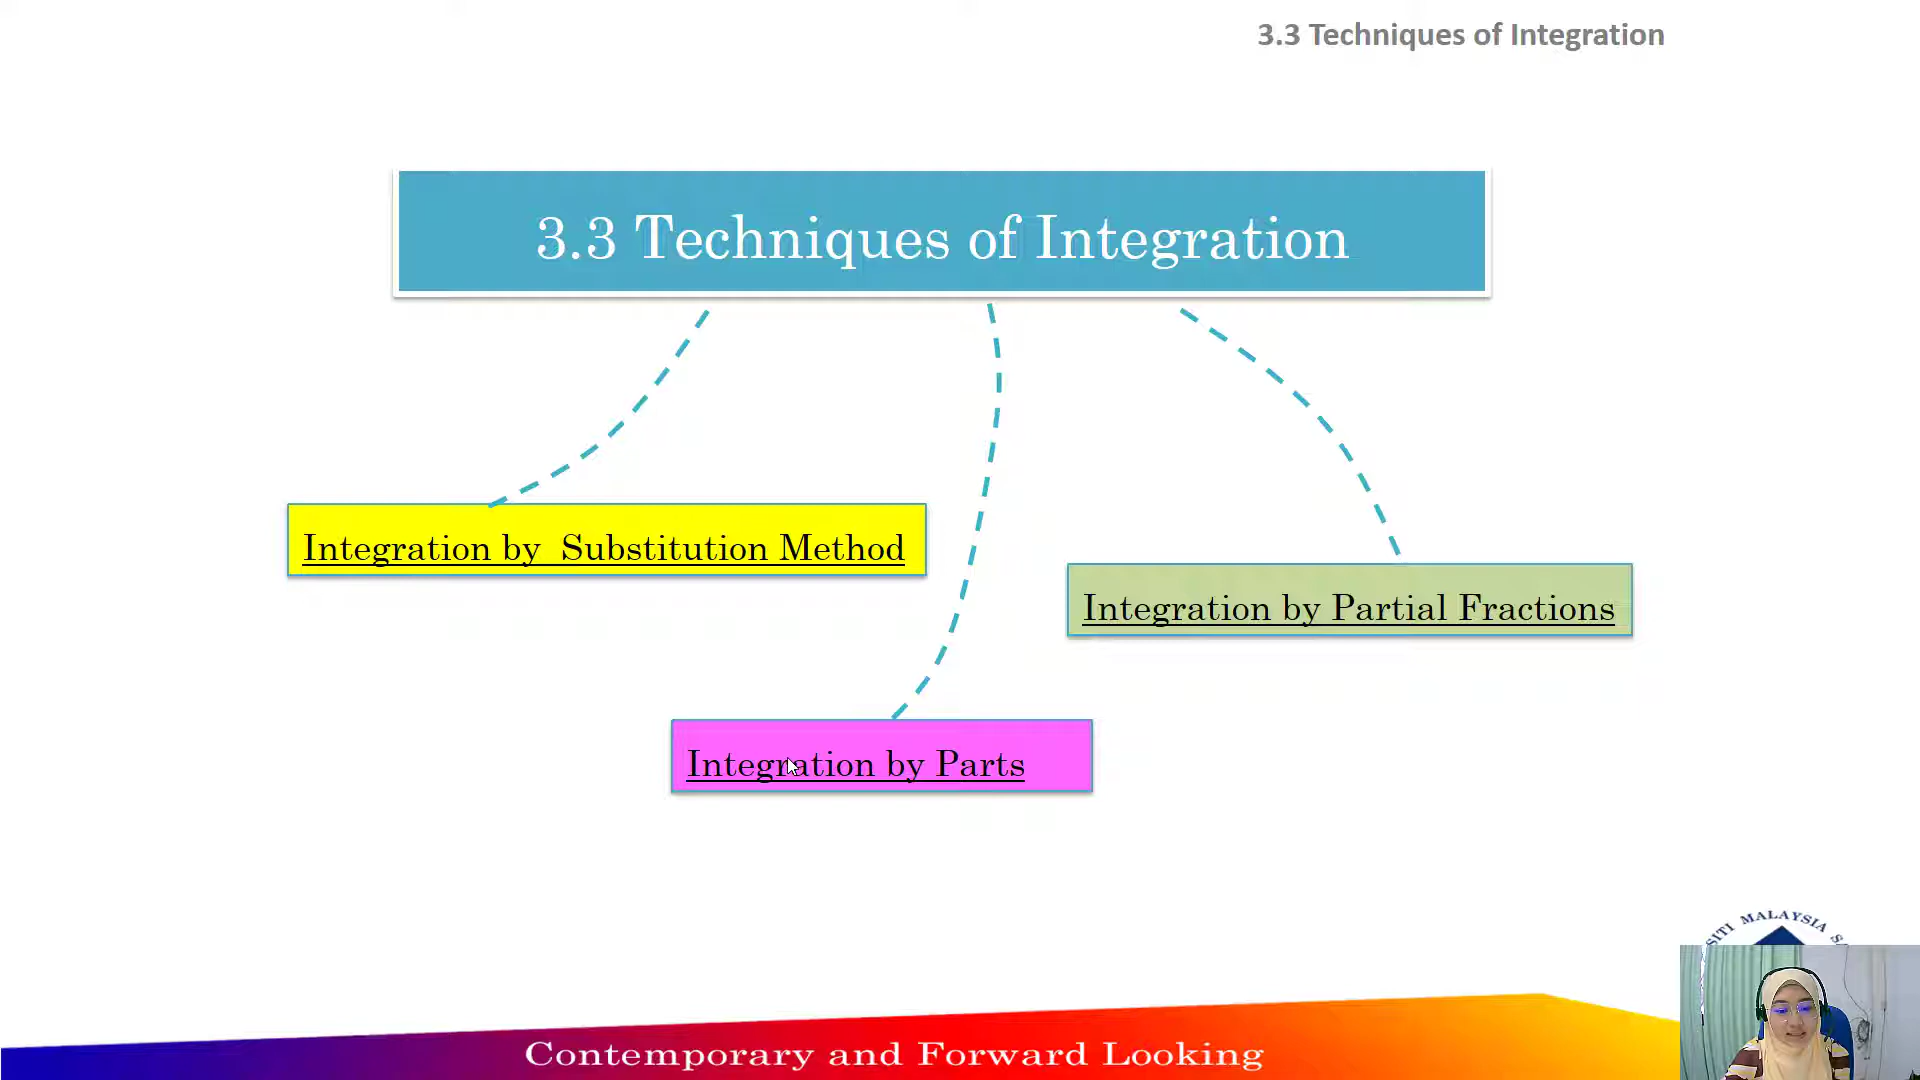 3.3 Techniques of Integration
3.3 Techniques of Integration
Integration by Substitution Method
Integration by Partial Fractions
Integration by Parts
MALAYSIA
Contemporary and Forward Looking